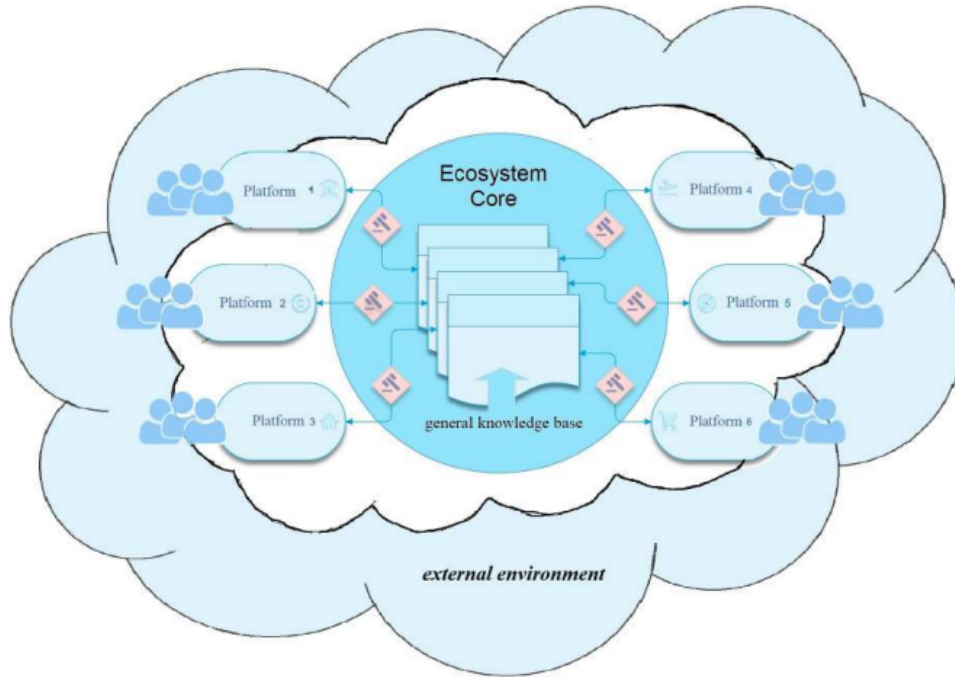 Ecosystem
Core
Platform 1
Platform 4
Platform 2
Platform 5
Platform 3
Platform 6
general knowledge base
external environment